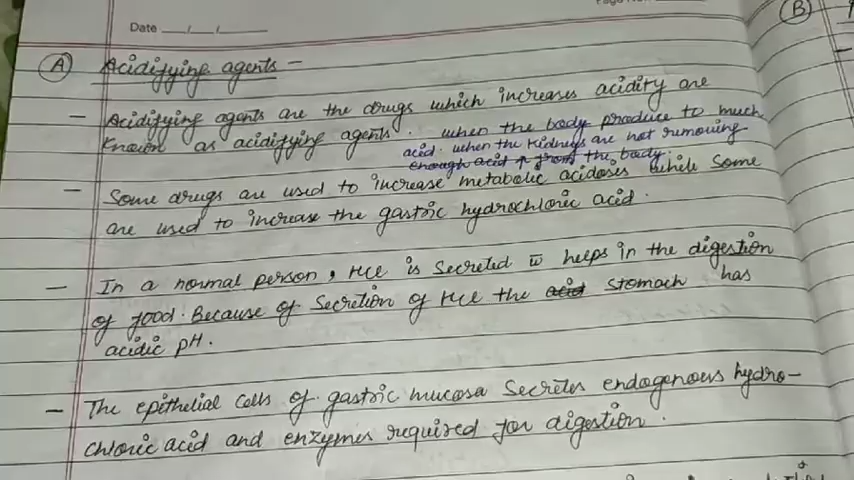 Date __/__/__
(A) Acidifying agents -
- Acidifying agents are the drugs which increases acidity are
known as acidifying agents. when the body produce to much
acid. when the kidneys are not removing
enough acid from the body.
- Some drugs are used to increase metabolic acidoses while some
are used to increase the gastric hydrochloric acid.
- In a normal person, HCl is secreted w̄ helps in the digestion
of food. Because of secretion of HCl the acid stomach has
acidic pH.
- The epithelial cells of gastric mucosa secretes endogenous hydro-
chloric acid and enzymes required for digestion.
(B)